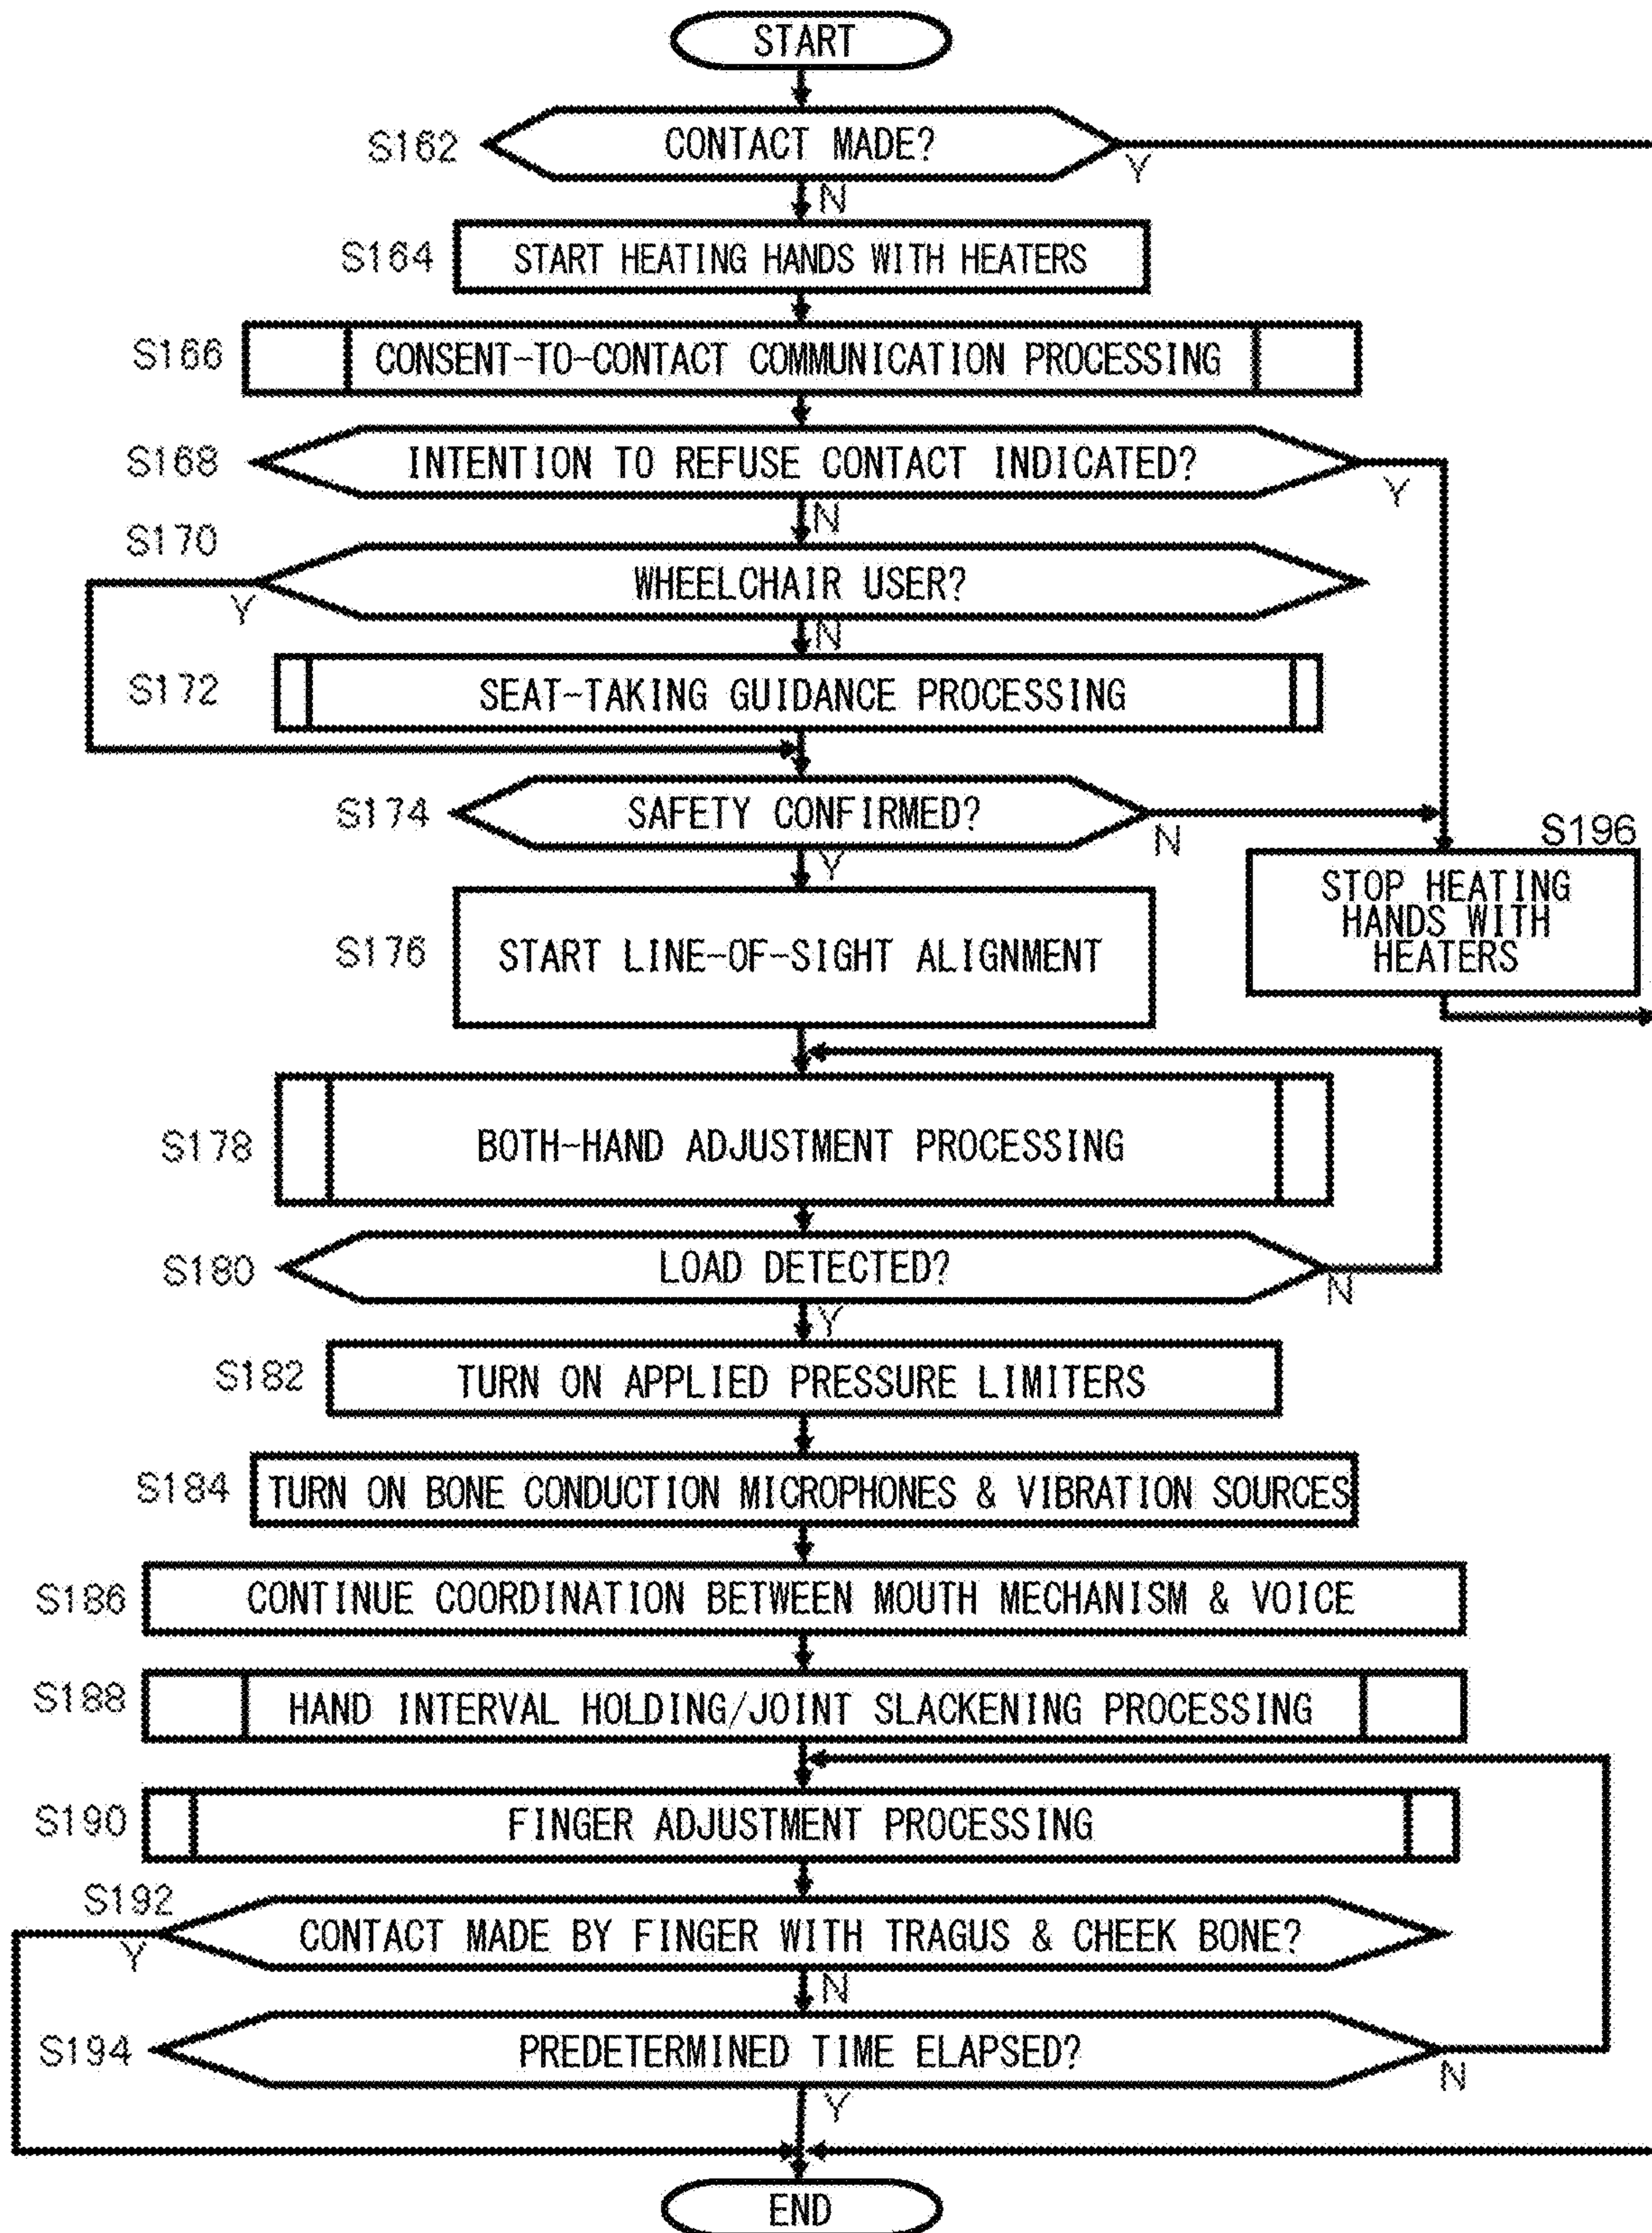 START
S162
CONTACT MADE?
Y
N
S164
START HEATING HANDS WITH HEATERS
S166
CONSENT-TO-CONTACT COMMUNICATION PROCESSING
S168
INTENTION TO REFUSE CONTACT INDICATED?
Y
N
S170
WHEELCHAIR USER?
Y
N
S172
SEAT-TAKING GUIDANCE PROCESSING
S174
SAFETY CONFIRMED?
N
Y
S196
STOP HEATING
HANDS WITH
HEATERS
S176
START LINE-OF-SIGHT ALIGNMENT
S178
BOTH-HAND ADJUSTMENT PROCESSING
S180
LOAD DETECTED?
N
Y
S182
TURN ON APPLIED PRESSURE LIMITERS
S184
TURN ON BONE CONDUCTION MICROPHONES & VIBRATION SOURCES
S186
CONTINUE COORDINATION BETWEEN MOUTH MECHANISM & VOICE
S188
HAND INTERVAL HOLDING/JOINT SLACKENING PROCESSING
S190
FINGER ADJUSTMENT PROCESSING
S192
CONTACT MADE BY FINGER WITH TRAGUS & CHEEK BONE?
Y
N
S194
PREDETERMINED TIME ELAPSED?
N
Y
END